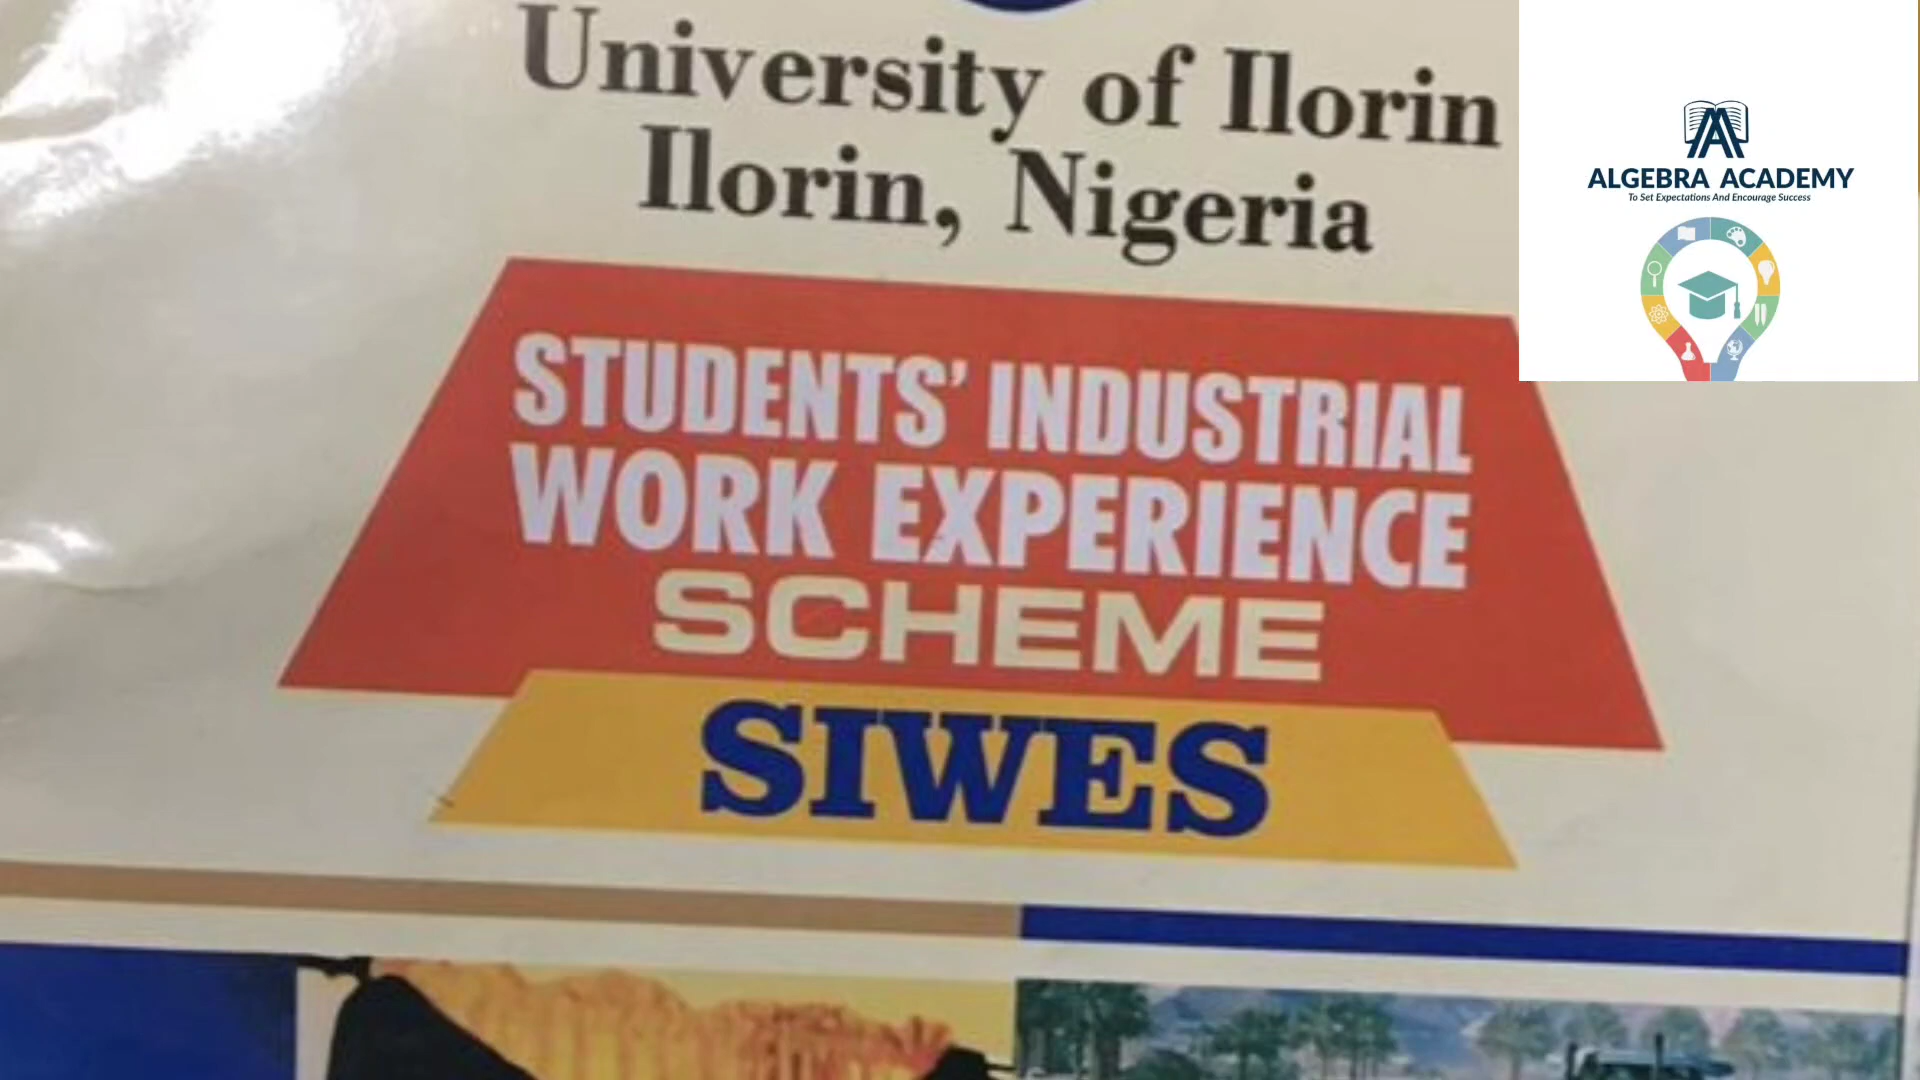 University of Ilorin
Ilorin, Nigeria
STUDENTS' INDUSTRIAL
WORK EXPERIENCE
SCHEME
SIWES
ALGEBRA ACADEMY
To Set Expectations And Encourage Success